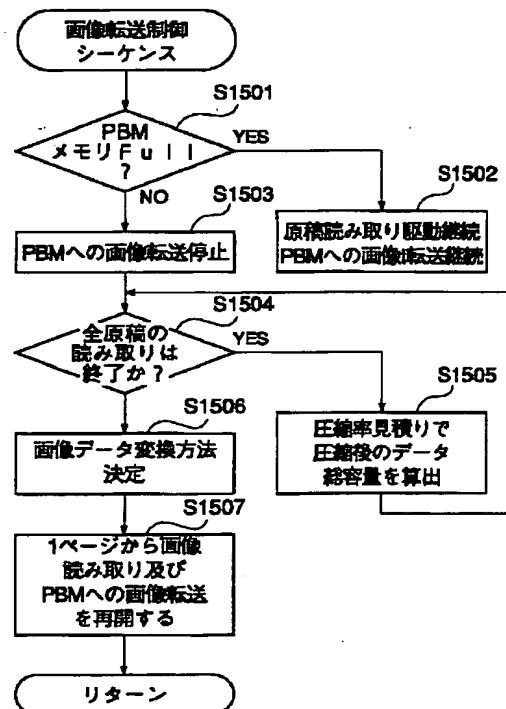 画像転送制御
シーケンス
S1501
PBM
メモリFull
?
YES
NO
S1502
原稿読み取り駆動継続
PBMへの画像転送継続
S1503
PBMへの画像転送停止
S1504
全原稿の
読み取りは
終了か?
YES
S1505
圧縮率見積りで
圧縮後のデータ
総容量を算出
S1506
画像データ変換方法
決定
S1507
1ページから画像
読み取り及び
PBMへの画像転送
を再開する
リターン